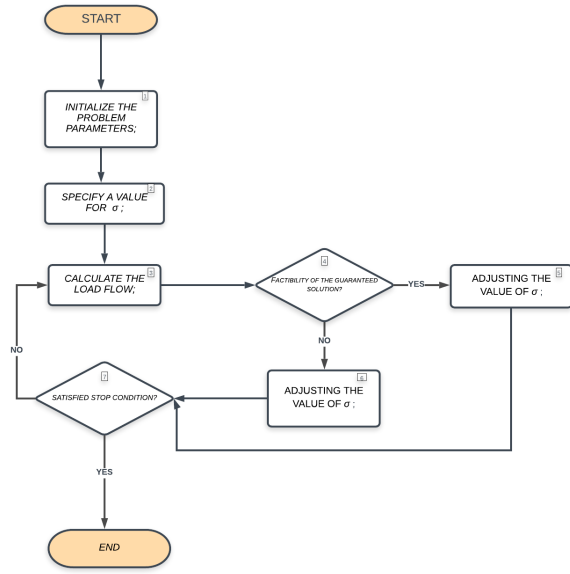 START
1
INITIALIZE THE
PROBLEM
PARAMETERS;
2
SPECIFY A VALUE
FOR σ ;
3
CALCULATE THE
LOAD FLOW;
4
FACTIBILITY OF THE GUARANTEED
SOLUTION?
YES
5
ADJUSTING THE
VALUE OF σ ;
NO
6
ADJUSTING THE
VALUE OF σ ;
NO
7
SATISFIED STOP CONDITION?
YES
END